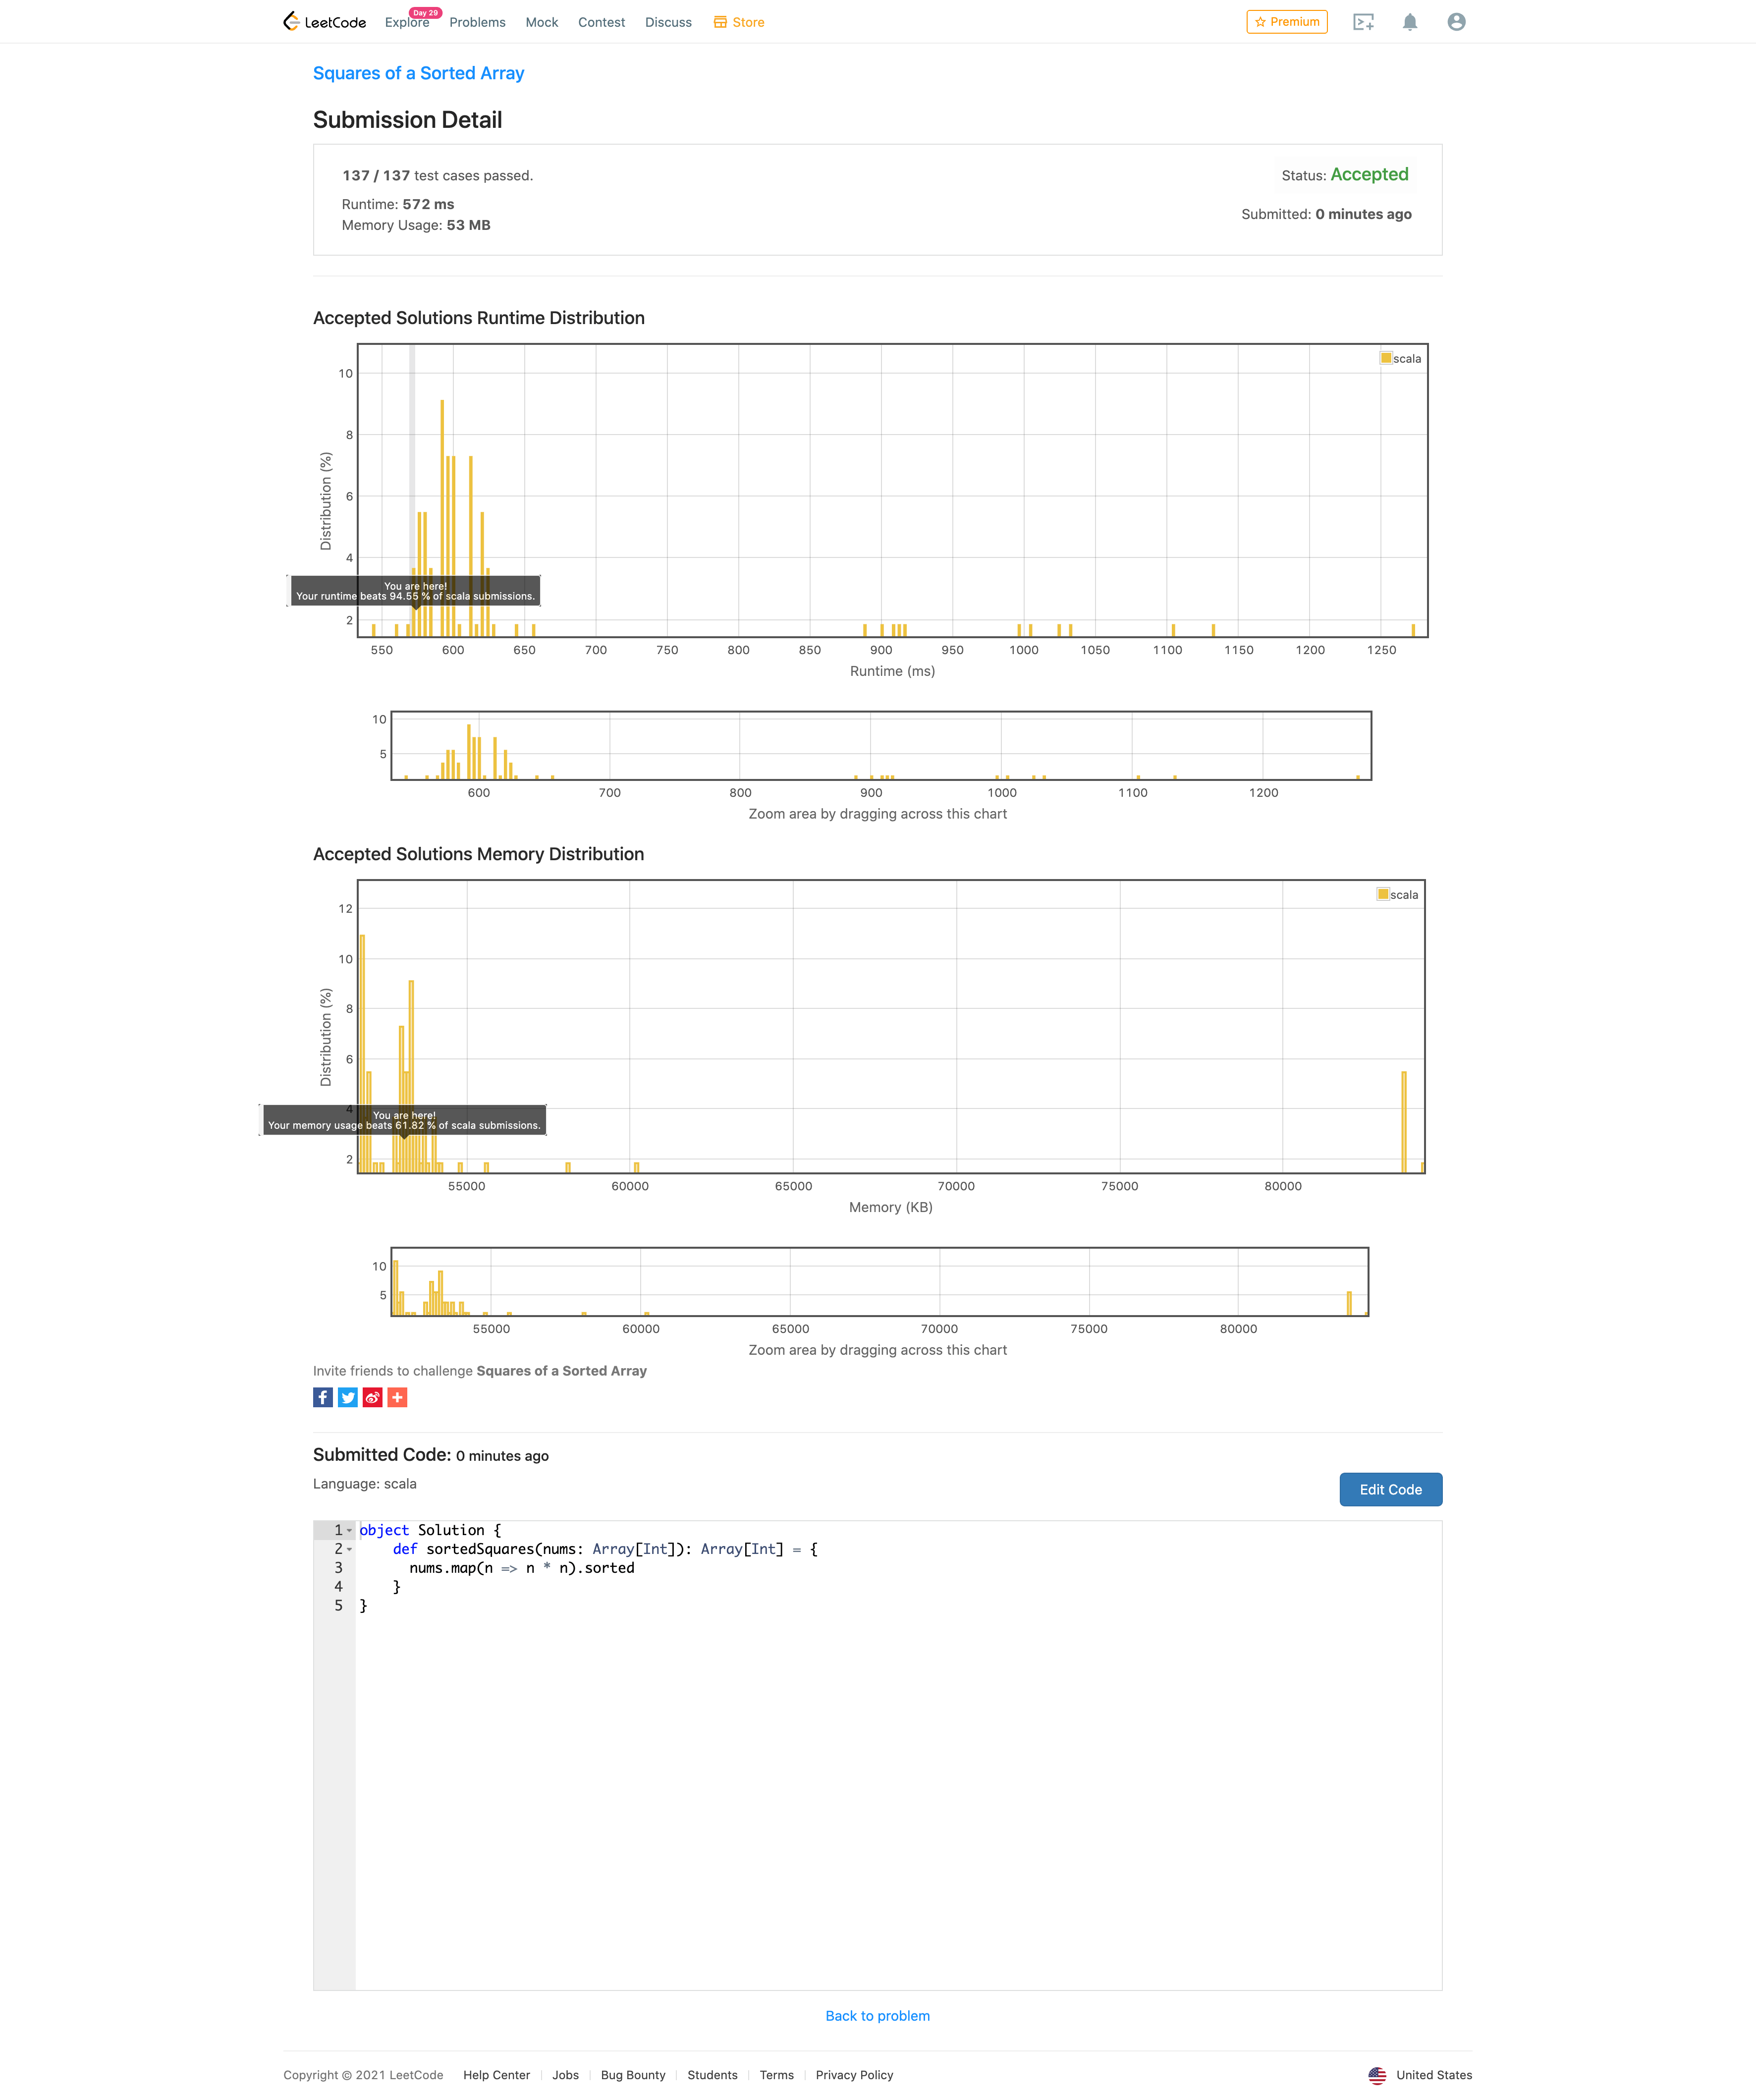 LeetCode Explore Day 29 Problems Mock Contest Discuss Store Premium
Squares of a Sorted Array
Submission Detail
137 / 137 test cases passed.
Status: Accepted
Runtime: 572 ms
Submitted: 0 minutes ago
Memory Usage: 53 MB
Accepted Solutions Runtime Distribution
scala
10
8
6
4
2
Distribution (%)
You are here!
Your runtime beats 94.55 % of scala submissions.
550 600 650 700 750 800 850 900 950 1000 1050 1100 1150 1200 1250
Runtime (ms)
10
5
600 700 800 900 1000 1100 1200
Zoom area by dragging across this chart
Accepted Solutions Memory Distribution
scala
12
10
8
6
4
2
Distribution (%)
You are here!
Your memory usage beats 61.82 % of scala submissions.
55000 60000 65000 70000 75000 80000
Memory (KB)
10
5
55000 60000 65000 70000 75000 80000
Zoom area by dragging across this chart
Invite friends to challenge Squares of a Sorted Array
Submitted Code: 0 minutes ago
Language: scala
Edit Code
1 object Solution {
2 def sortedSquares(nums: Array[Int]): Array[Int] = {
3 nums.map(n => n * n).sorted
4 }
5 }
Back to problem
Copyright © 2021 LeetCode Help Center Jobs Bug Bounty Students Terms Privacy Policy United States